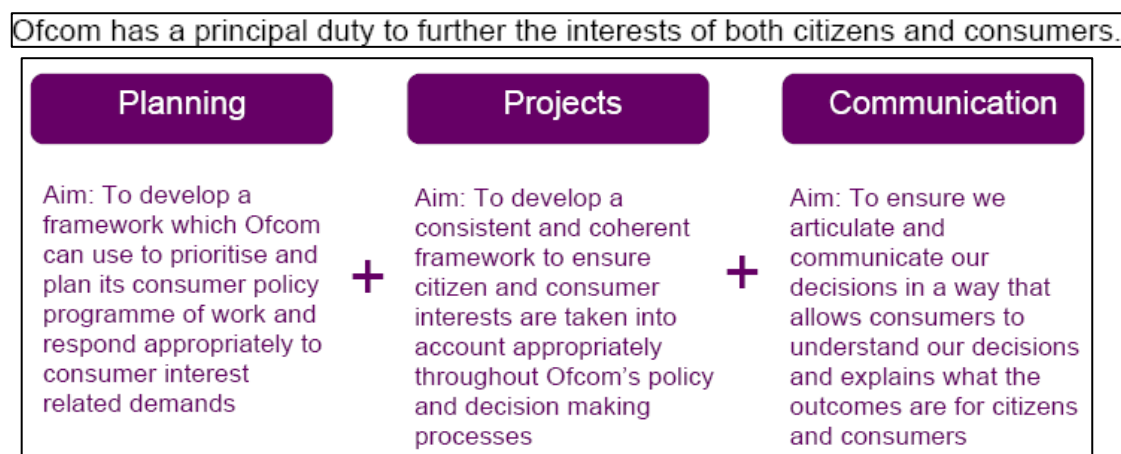 Ofcom has a principal duty to further the interests of both citizens and consumers.
Planning
Aim: To develop a
framework which Ofcom
can use to prioritise and
plan its consumer policy
programme of work and
respond appropriately to
consumer interest
related demands
+
Projects
Aim: To develop a
consistent and coherent
framework to ensure
citizen and consumer
interests are taken into
account appropriately
throughout Ofcom's policy
and decision making
processes
+
Communication
Aim: To ensure we
articulate and
communicate our
decisions in a way that
allows consumers to
understand our decisions
and explains what the
outcomes are for citizens
and consumers